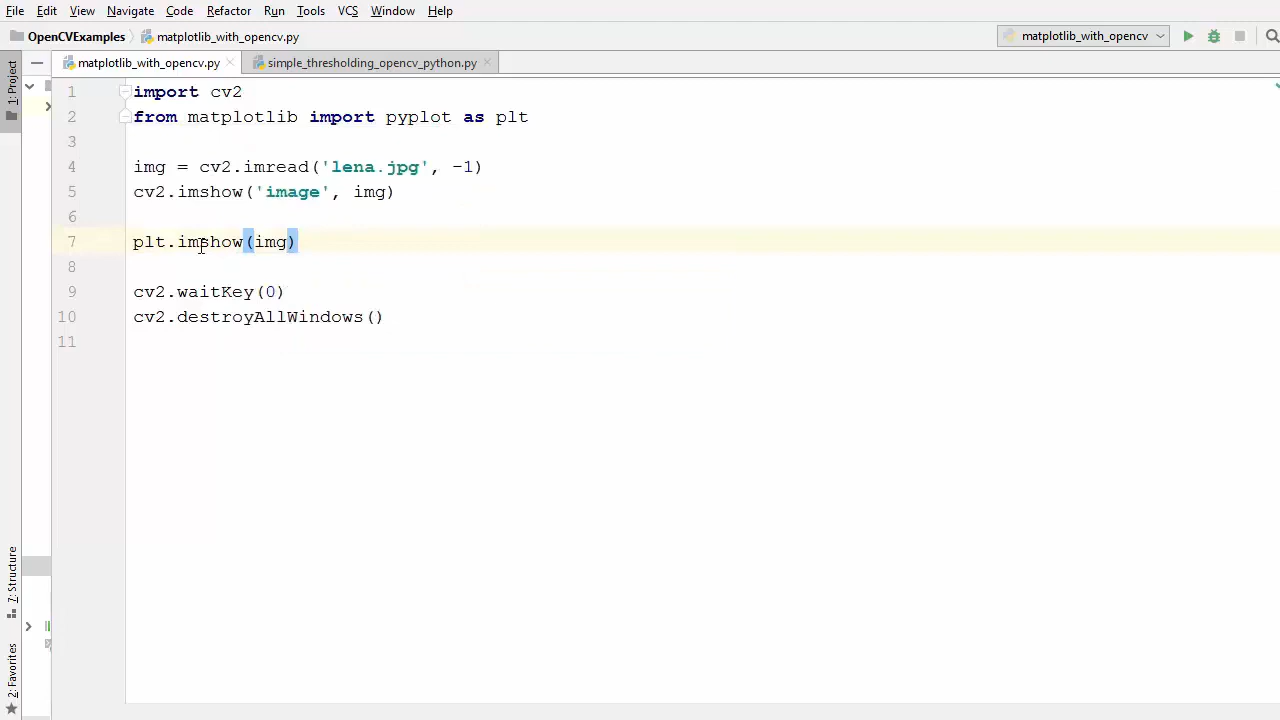 File Edit View Navigate Code Refactor Run Tools VCS Window Help
OpenCVExamples matplotlib_with_opencv.py matplotlib_with_opencv
1: Project
matplotlib_with_opencv.py simple_thresholding_opencv_python.py
1 import cv2
2 from matplotlib import pyplot as plt
3
4 img = cv2.imread('lena.jpg', -1)
5 cv2.imshow('image', img)
6
7 plt.imshow(img)
8
9 cv2.waitKey(0)
10 cv2.destroyAllWindows()
11
7: Structure
2: Favorites